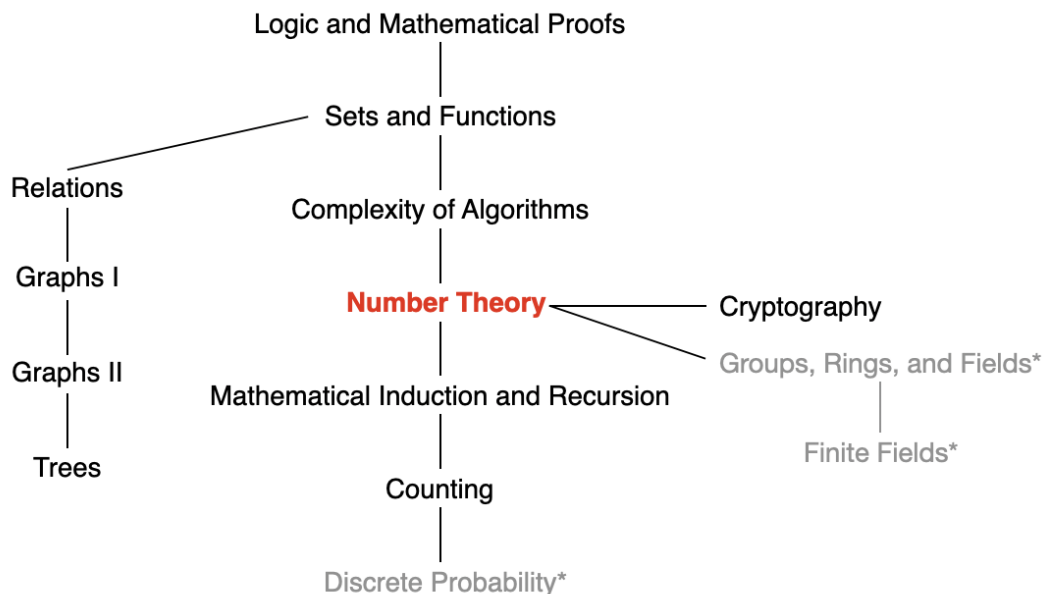 Logic and Mathematical Proofs
Sets and Functions
Relations
Complexity of Algorithms
Graphs I
Number Theory
Cryptography
Groups, Rings, and Fields*
Graphs II
Mathematical Induction and Recursion
Finite Fields*
Trees
Counting
Discrete Probability*